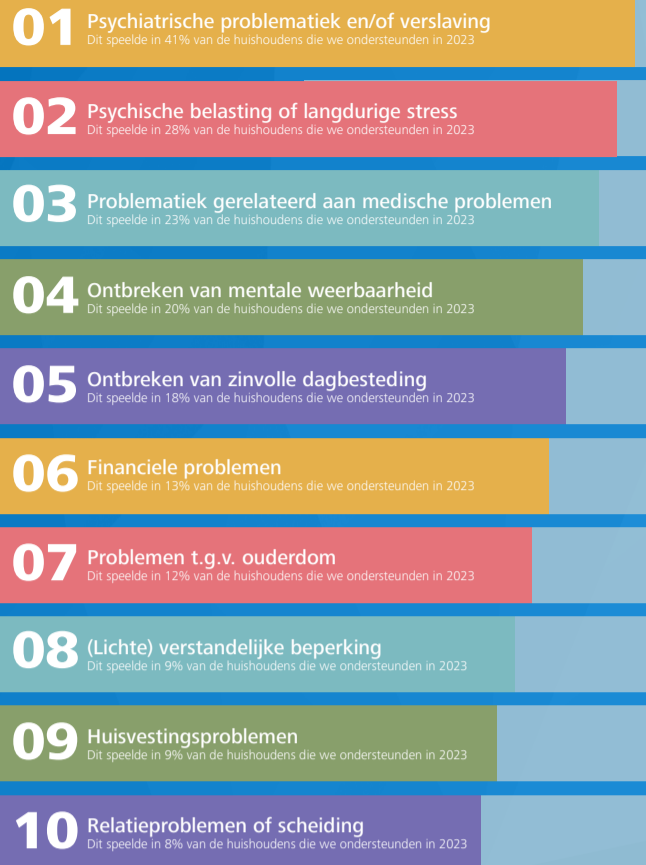 01
Psychiatrische problematiek en/of verslaving
Dit speelde in 41% van de huishoudens die we ondersteunden in 2023
02
Psychische belasting of langdurige stress
Dit speelde in 28% van de huishoudens die we ondersteunden in 2023
03
Problematiek gerelateerd aan medische problemen
Dit speelde in 23% van de huishoudens die we ondersteunden in 2023
04
Ontbreken van mentale weerbaarheid
Dit speelde in 20% van de huishoudens die we ondersteunden in 2023
05
Ontbreken van zinvolle dagbesteding
Dit speelde in 18% van de huishoudens die we ondersteunden in 2023
06
Financiele problemen
Dit speelde in 13% van de huishoudens die we ondersteunden in 2023
07
Problemen t.g.v. ouderdom
Dit speelde in 12% van de huishoudens die we ondersteunden in 2023
08
(Lichte) verstandelijke beperking
Dit speelde in 9% van de huishoudens die we ondersteunden in 2023
09
Huisvestingsproblemen
Dit speelde in 9% van de huishoudens die we ondersteunden in 2023
10
Relatieproblemen of scheiding
Dit speelde in 8% van de huishoudens die we ondersteunden in 2023